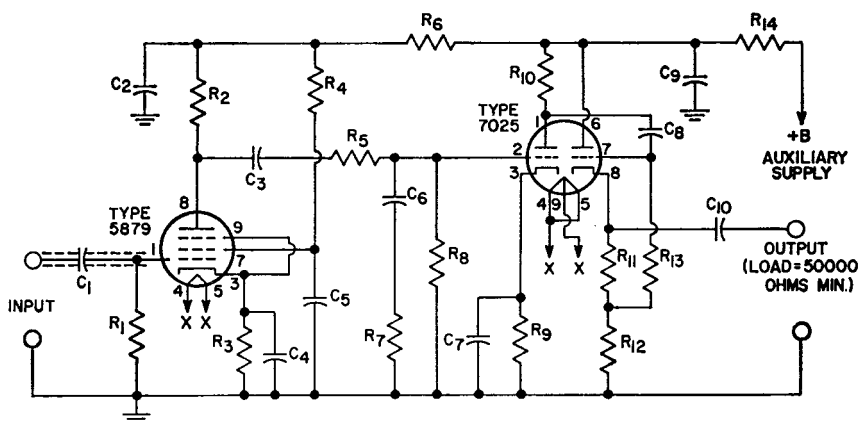 R6
R14
C2
R2
R4
R10
C9
TYPE
7025
1
6
C8
+B
AUXILIARY
SUPPLY
R5
C3
2
7
3
8
C6
4
9
5
C10
8
TYPE
5879
9
1
7
3
4
5
C1
X
X
R8
R11
R13
OUTPUT
(LOAD=50000
OHMS MIN.)
INPUT
X
X
C5
R1
R3
C4
R7
C7
R9
R12